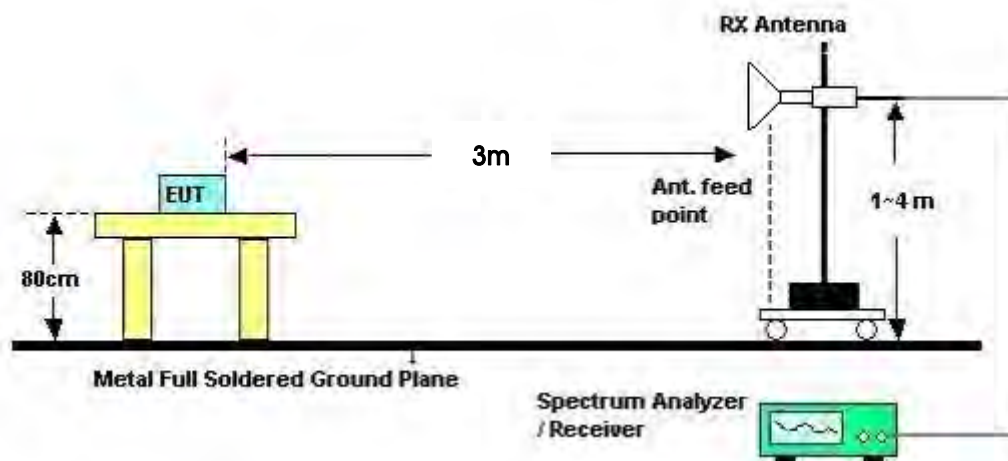 RX Antenna
3m
EUT
Ant. feed
point
1~4 m
80cm
Metal Full Soldered Ground Plane
Spectrum Analyzer
/ Receiver